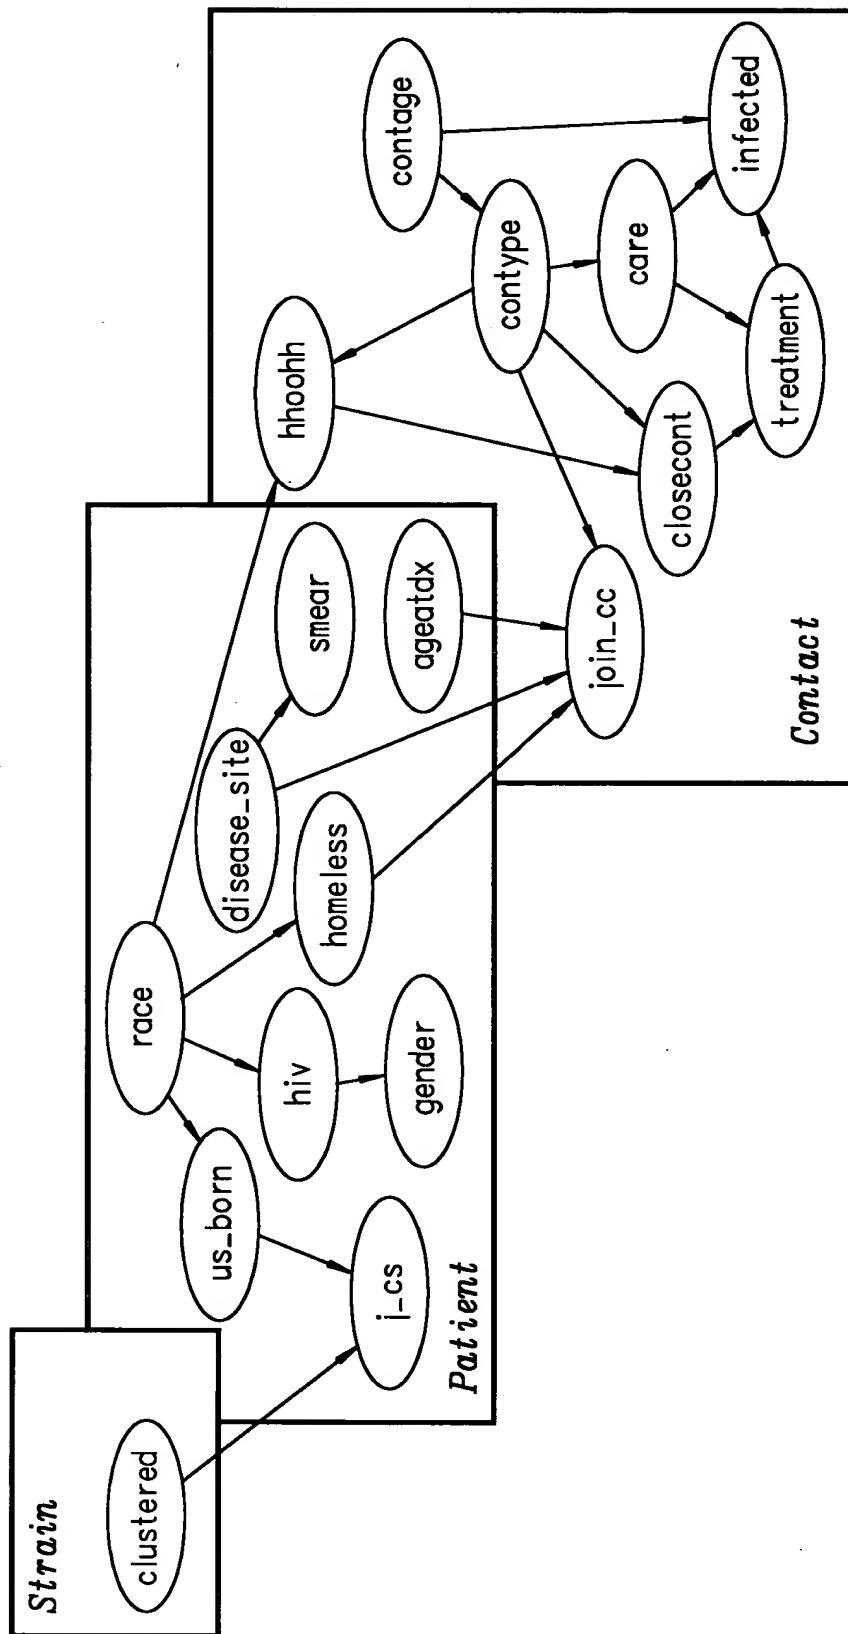 Strain
clustered
Patient
race
us_born
disease_site
smear
hiv
homeless
j_cs
gender
ageatdx
Contact
hhoohh
contage
contype
join_cc
closecont
care
treatment
infected